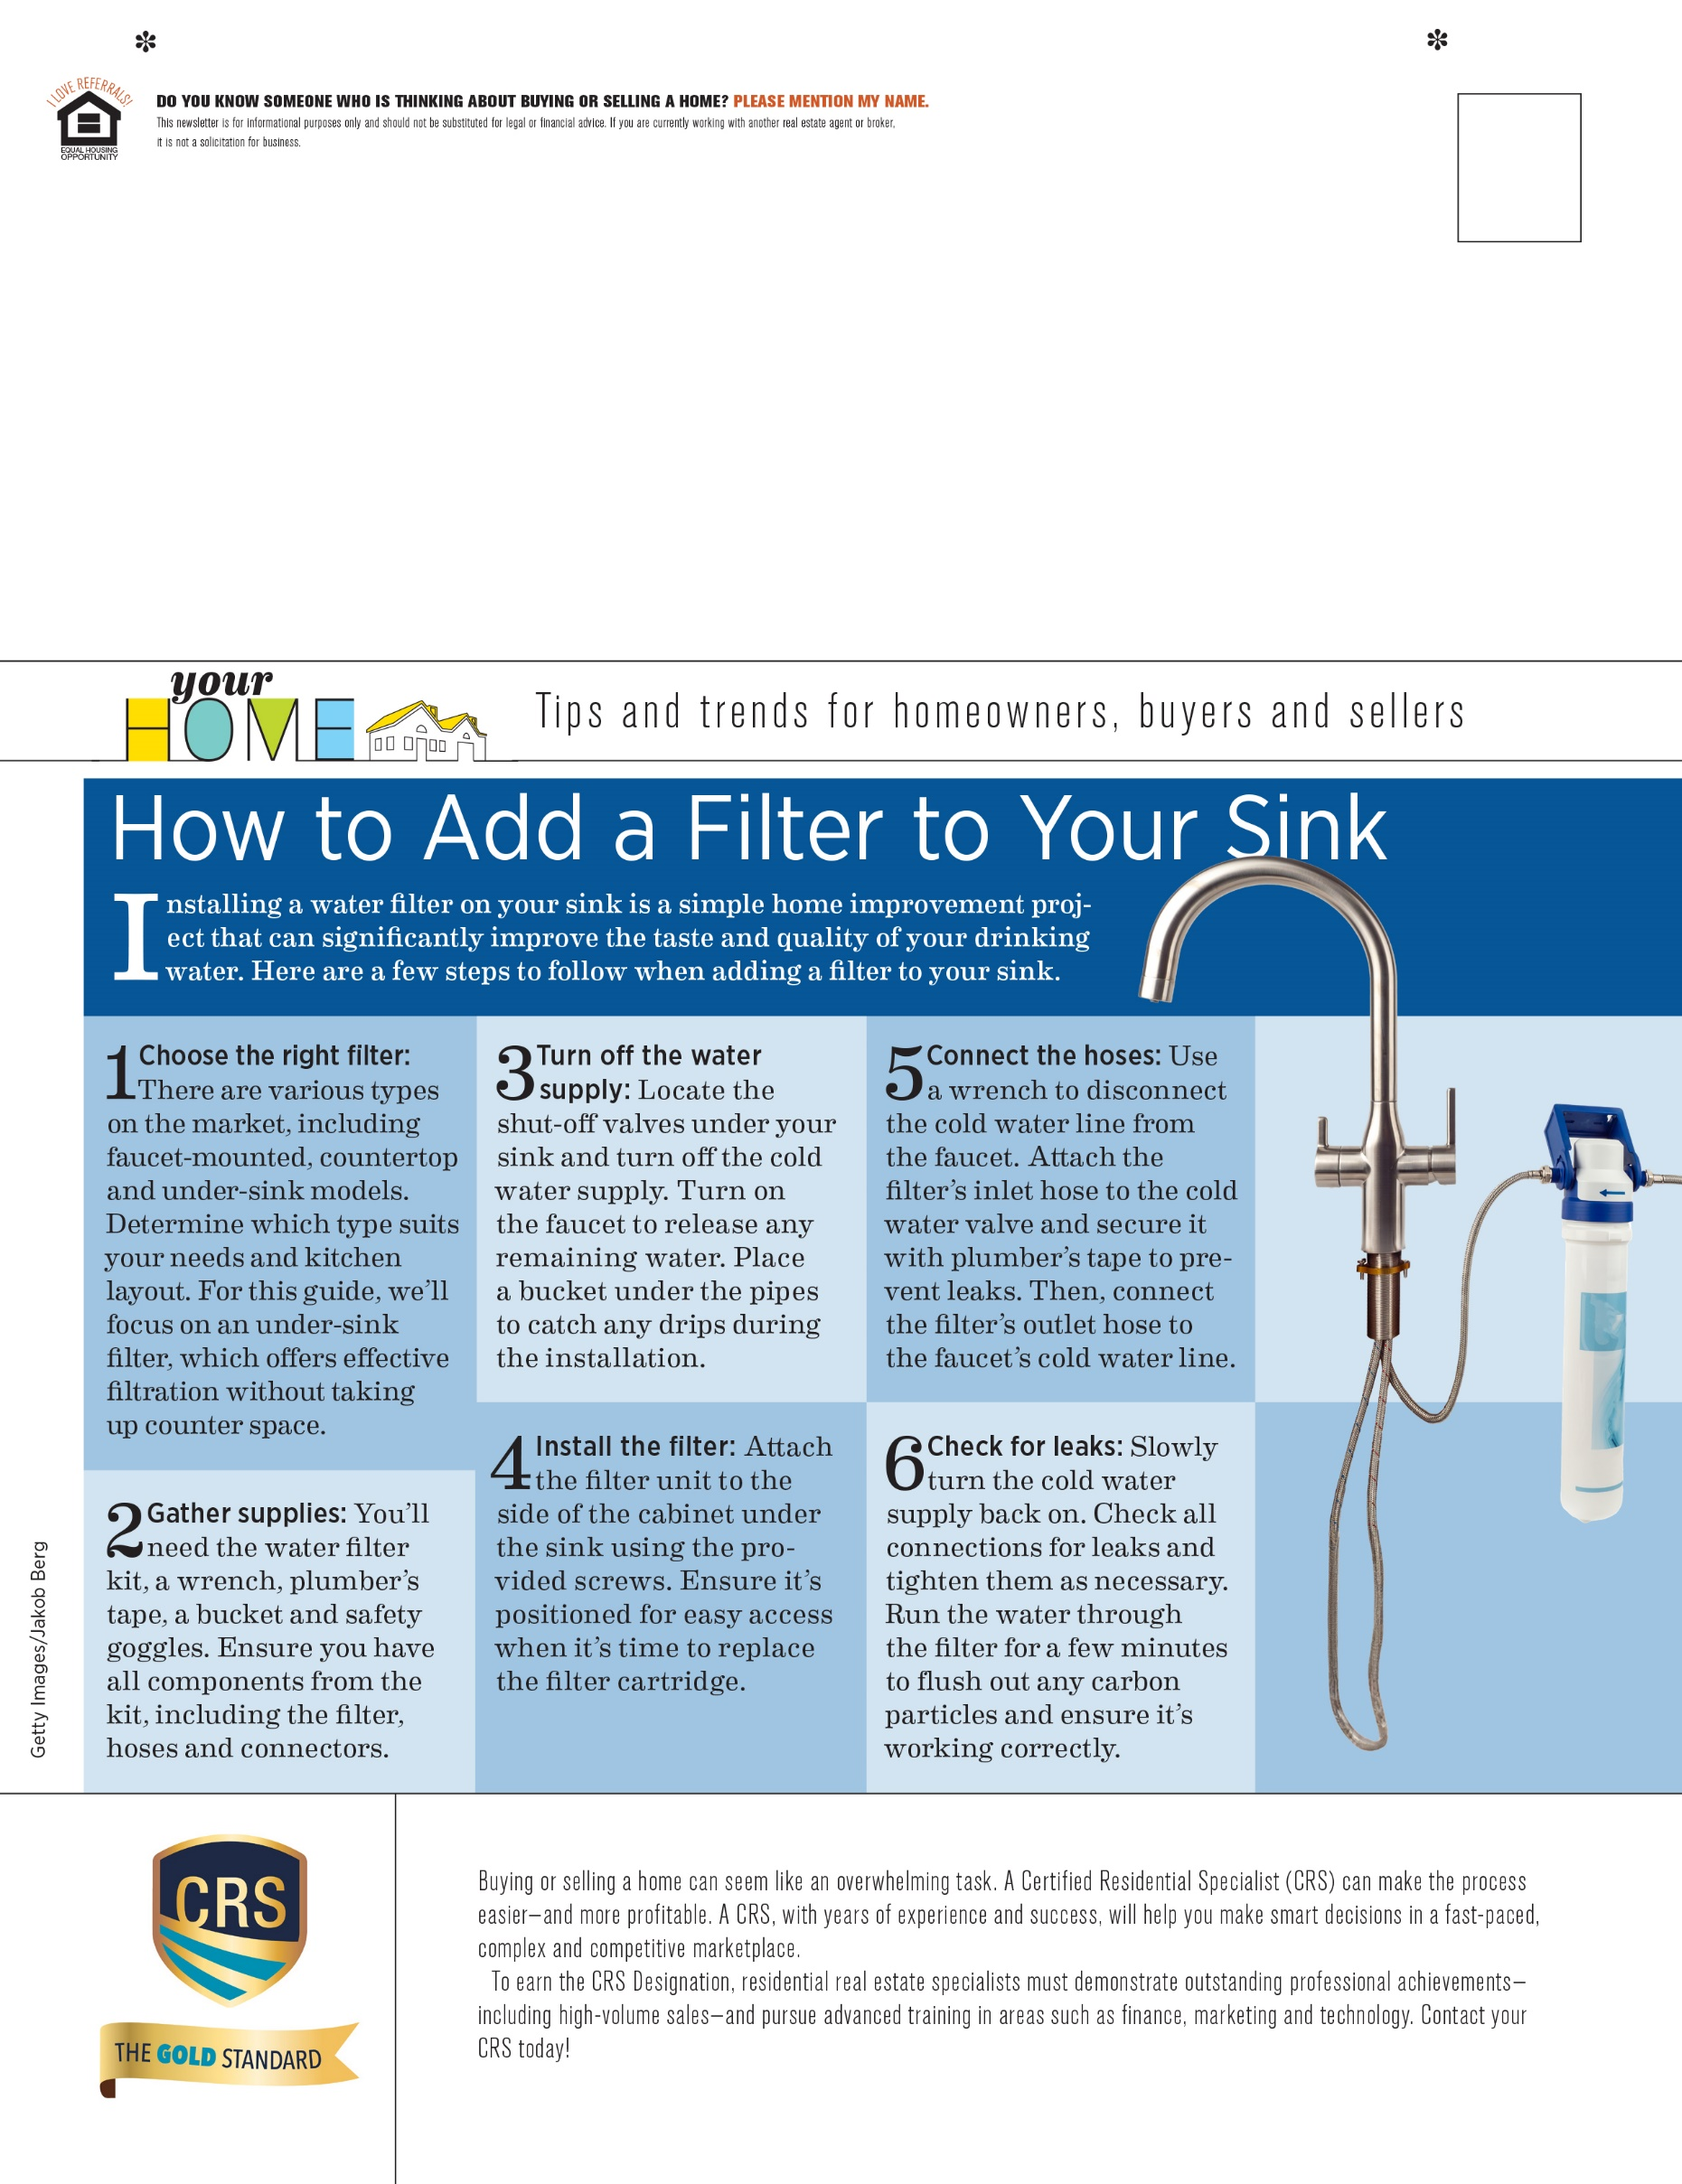 *
*
I LOVE REFERRALS!
EQUAL HOUSING
OPPORTUNITY
DO YOU KNOW SOMEONE WHO IS THINKING ABOUT BUYING OR SELLING A HOME? PLEASE MENTION MY NAME.
This newsletter is for informational purposes only and should not be substituted for legal or financial advice. If you are currently working with another real estate agent or broker,
it is not a solicitation for business.
your
HOME
Tips and trends for homeowners, buyers and sellers
How to Add a Filter to Your Sink
Installing a water filter on your sink is a simple home improvement proj-
ect that can significantly improve the taste and quality of your drinking
water. Here are a few steps to follow when adding a filter to your sink.
1 Choose the right filter:
There are various types
on the market, including
faucet-mounted, countertop
and under-sink models.
Determine which type suits
your needs and kitchen
layout. For this guide, we’ll
focus on an under-sink
filter, which offers effective
filtration without taking
up counter space.
2 Gather supplies: You’ll
need the water filter
kit, a wrench, plumber’s
tape, a bucket and safety
goggles. Ensure you have
all components from the
kit, including the filter,
hoses and connectors.
3 Turn off the water
supply: Locate the
shut-off valves under your
sink and turn off the cold
water supply. Turn on
the faucet to release any
remaining water. Place
a bucket under the pipes
to catch any drips during
the installation.
4 Install the filter: Attach
the filter unit to the
side of the cabinet under
the sink using the pro-
vided screws. Ensure it’s
positioned for easy access
when it’s time to replace
the filter cartridge.
5 Connect the hoses: Use
a wrench to disconnect
the cold water line from
the faucet. Attach the
filter’s inlet hose to the cold
water valve and secure it
with plumber’s tape to pre-
vent leaks. Then, connect
the filter’s outlet hose to
the faucet’s cold water line.
6 Check for leaks: Slowly
turn the cold water
supply back on. Check all
connections for leaks and
tighten them as necessary.
Run the water through
the filter for a few minutes
to flush out any carbon
particles and ensure it’s
working correctly.
Getty Images/Jakob Berg
CRS
THE GOLD STANDARD
Buying or selling a home can seem like an overwhelming task. A Certified Residential Specialist (CRS) can make the process
easier—and more profitable. A CRS, with years of experience and success, will help you make smart decisions in a fast-paced,
complex and competitive marketplace.
To earn the CRS Designation, residential real estate specialists must demonstrate outstanding professional achievements—
including high-volume sales—and pursue advanced training in areas such as finance, marketing and technology. Contact your
CRS today!